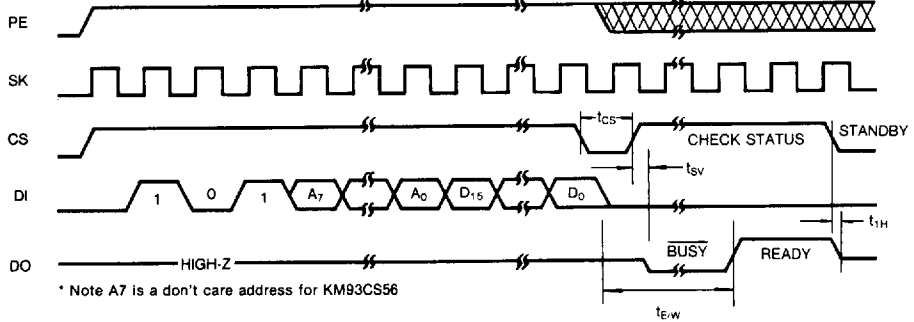 PE
SK
CS tCS CHECK STATUS STANDBY
tSV
DI 1 0 1 A7 A0 D15 D0
t1H
DO HIGH-Z BUSY READY
* Note A7 is a don't care address for KM93CS56
tE/W